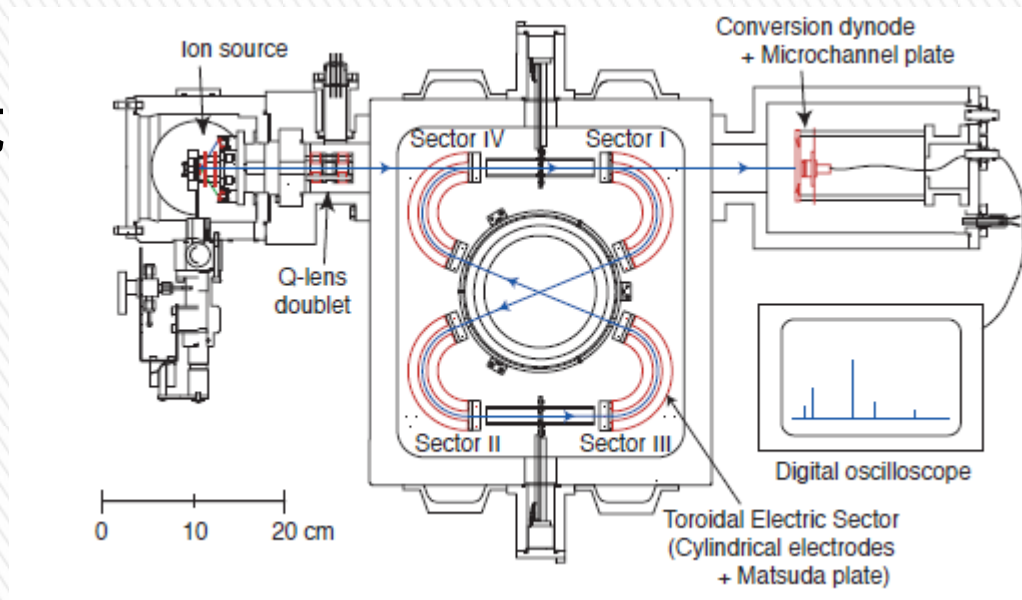 Ion source
Conversion dynode
+ Microchannel plate
Sector IV
Sector I
Q-lens
doublet
Sector II
Sector III
Digital oscilloscope
0 10 20 cm
Toroidal Electric Sector
(Cylindrical electrodes
+ Matsuda plate)